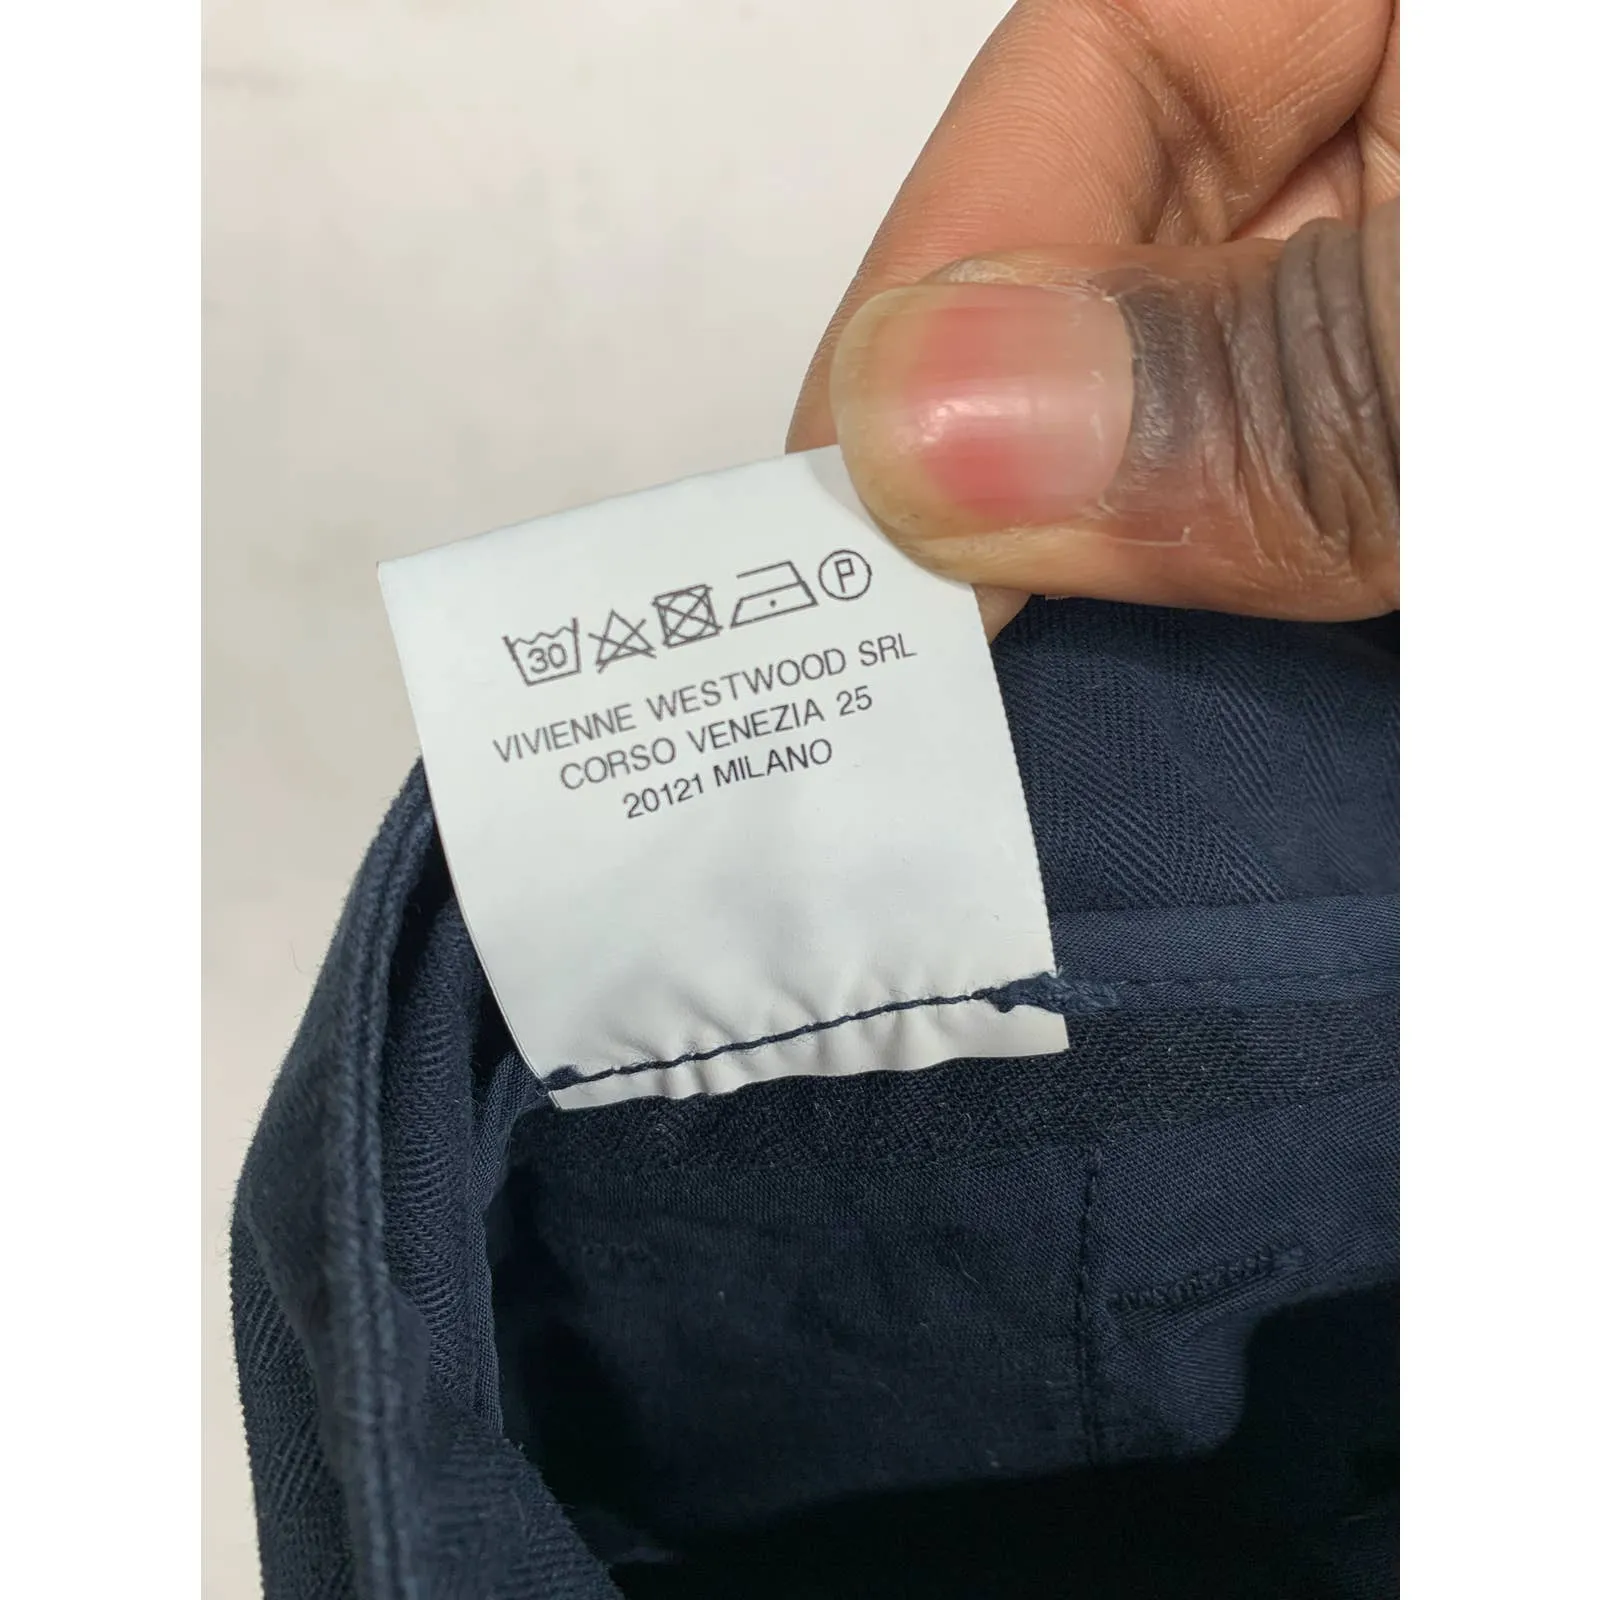 30 P
VIVIENNE WESTWOOD SRL
CORSO VENEZIA 25
20121 MILANO